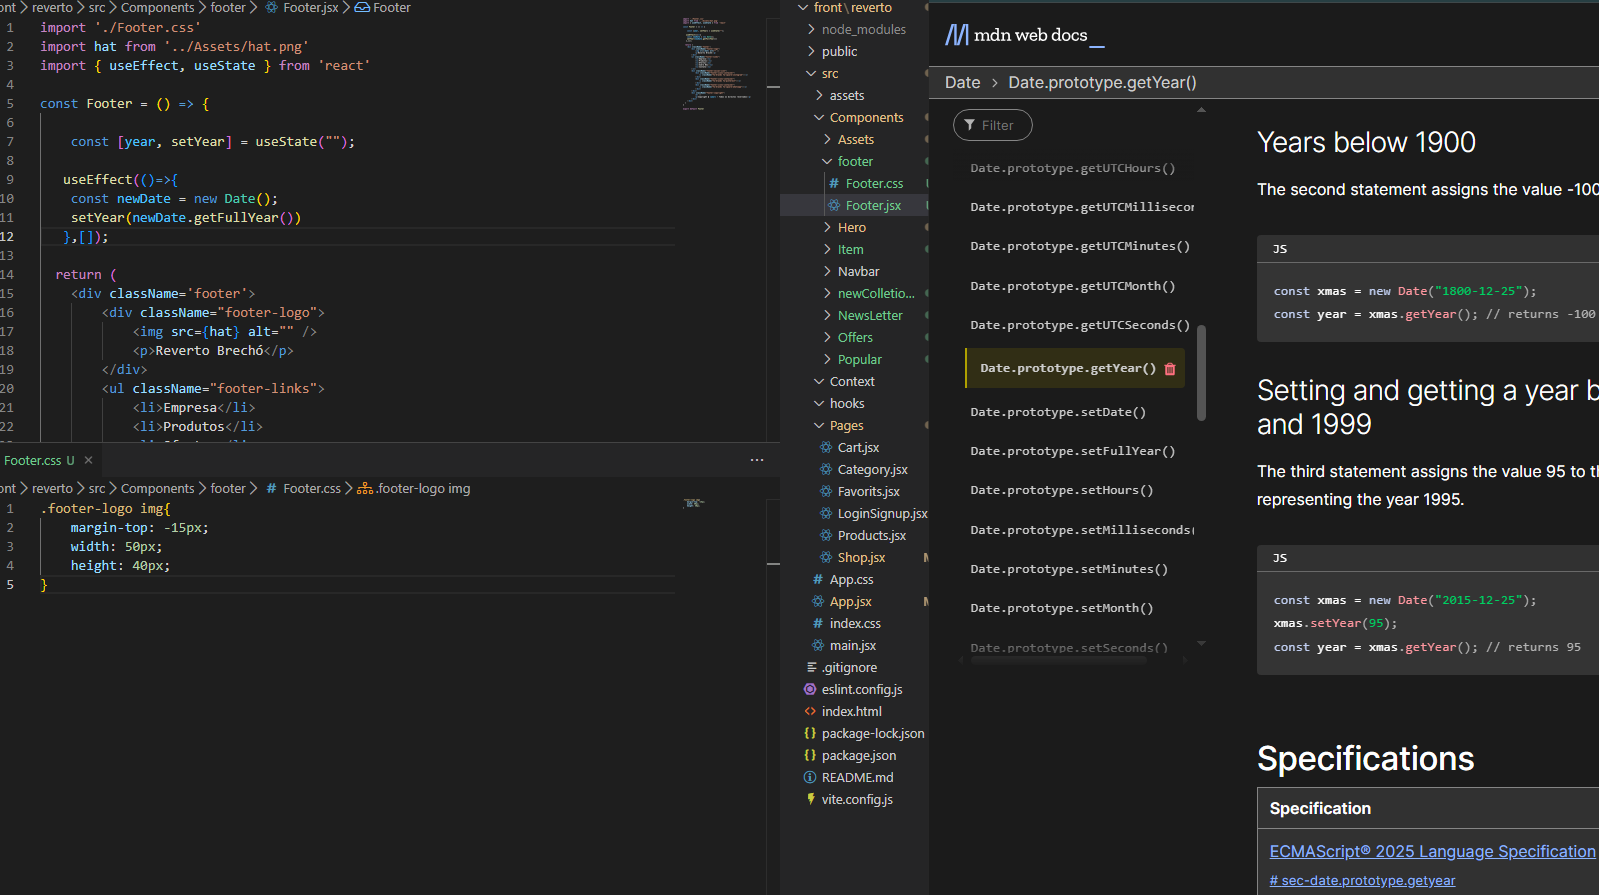 ont > reverto > src > Components > footer > Footer.jsx > Footer
1 import './Footer.css'
2 import hat from '../Assets/hat.png'
3 import { useEffect, useState } from 'react'
4
5 const Footer = () => {
6
7 const [year, setYear] = useState("");
8
9 useEffect(()=>{
10 const newDate = new Date();
11 setYear(newDate.getFullYear())
12 },[]);
13
14 return (
15 <div className='footer'>
16 <div className="footer-logo">
17 <img src={hat} alt="" />
18 <p>Reverto Brechó</p>
19 </div>
20 <ul className="footer-links">
21 <li>Empresa</li>
22 <li>Produtos</li>
Footer.css U
ont > reverto > src > Components > footer > # Footer.css > .footer-logo img
1 .footer-logo img{
2 margin-top: -15px;
3 width: 50px;
4 height: 40px;
5 }
front\reverto
node_modules
public
src
assets
Components
Assets
footer
# Footer.css U
Footer.jsx U
Hero
Item
Navbar
newColletio...
NewsLetter
Offers
Popular
Context
hooks
Pages
Cart.jsx
Category.jsx
Favorits.jsx
LoginSignup.jsx
Products.jsx
Shop.jsx M
# App.css
App.jsx M
# index.css
main.jsx
.gitignore
eslint.config.js
<> index.html
{} package-lock.json
{} package.json
README.md
vite.config.js
mdn web docs_
Date > Date.prototype.getYear()
Filter
Date.prototype.getUTCHours()
Date.prototype.getUTCMillisecon
Date.prototype.getUTCMinutes()
Date.prototype.getUTCMonth()
Date.prototype.getUTCSeconds()
Date.prototype.getYear()
Date.prototype.setDate()
Date.prototype.setFullYear()
Date.prototype.setHours()
Date.prototype.setMilliseconds(
Date.prototype.setMinutes()
Date.prototype.setMonth()
Date.prototype.setSeconds()
Years below 1900
The second statement assigns the value -100
JS
const xmas = new Date("1800-12-25");
const year = xmas.getYear(); // returns -100
Setting and getting a year b
and 1999
The third statement assigns the value 95 to th
representing the year 1995.
JS
const xmas = new Date("2015-12-25");
xmas.setYear(95);
const year = xmas.getYear(); // returns 95
Specifications
Specification
ECMAScript® 2025 Language Specification
# sec-date.prototype.getyear